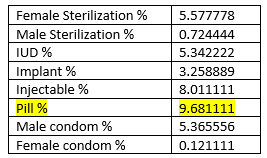 Female Sterilization % 5.577778
Male Sterilization % 0.724444
IUD % 5.342222
Implant % 3.258889
Injectable % 8.011111
Pill % 9.681111
Male condom % 5.365556
Female condom % 0.121111